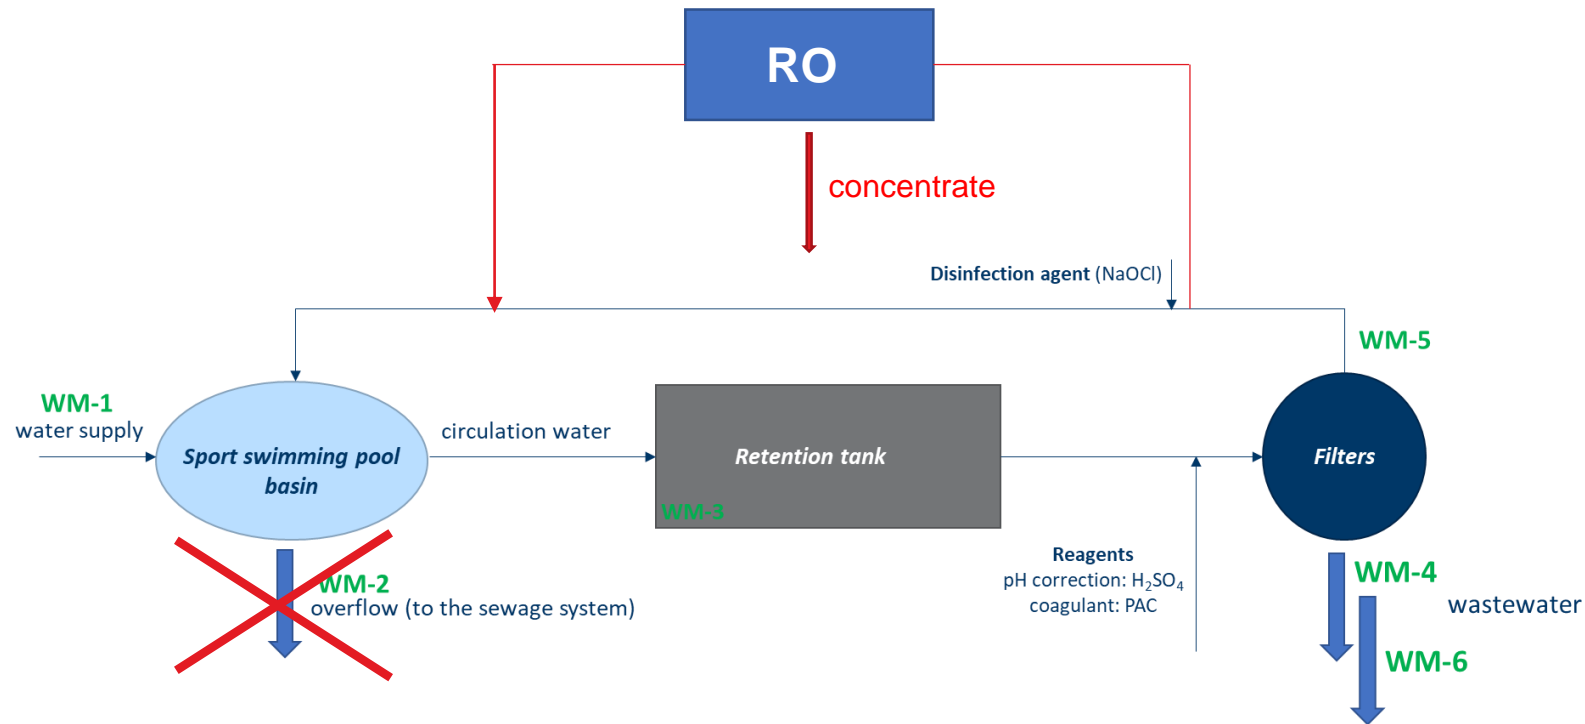 RO
concentrate
Disinfection agent (NaOCl)
WM-5
WM-1
water supply
circulation water
Sport swimming pool
basin
Retention tank
Filters
WM-3
Reagents
pH correction: H₂SO₄
coagulant: PAC
WM-2
overflow (to the sewage system)
WM-4
wastewater
WM-6